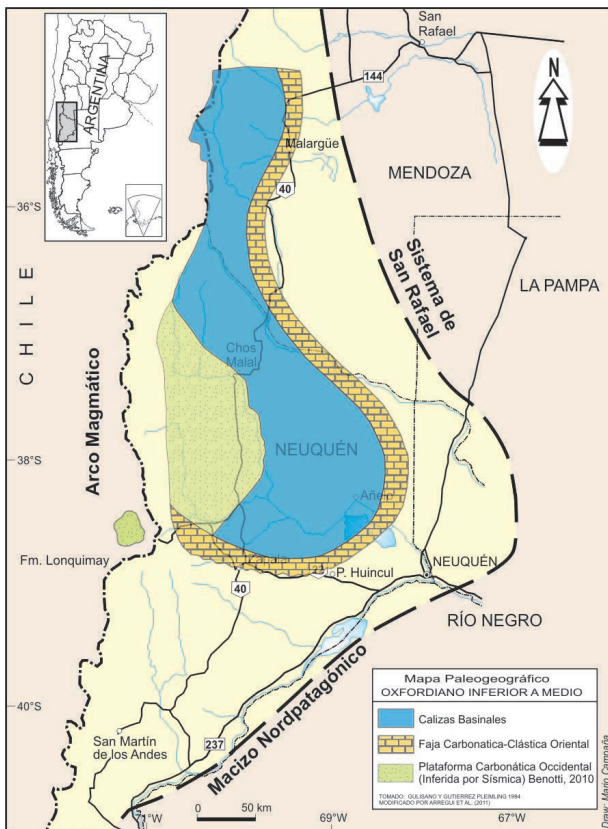 ARGENTINA
San
Rafael
144
N
Malargüe
MENDOZA
40
36°S
Sistema de
San Rafael
LA PAMPA
CHILE
Chos
Malal
Arco Magmático
38°S
NEUQUÉN
Añelo
Fm. Lonquimay
P. Huincul
NEUQUÉN
40
RÍO NEGRO
Macizo Nordpatagónico
40°S
San Martín
de los Andes
237
71°W
0 50 km
69°W
67°W
Mapa Paleogeográfico
OXFORDIANO INFERIOR A MEDIO
Calizas Basinales
Faja Carbonatica-Clástica Oriental
Plataforma Carbonática Occidental
(Inferida por Sísmica) Benotti, 2010
TOMADO: GULISANO Y GUTIERREZ PLEIMLING 1994
MODIFICADO POR ARREGUI ET AL. (2011)
Draw: Mario Campaña